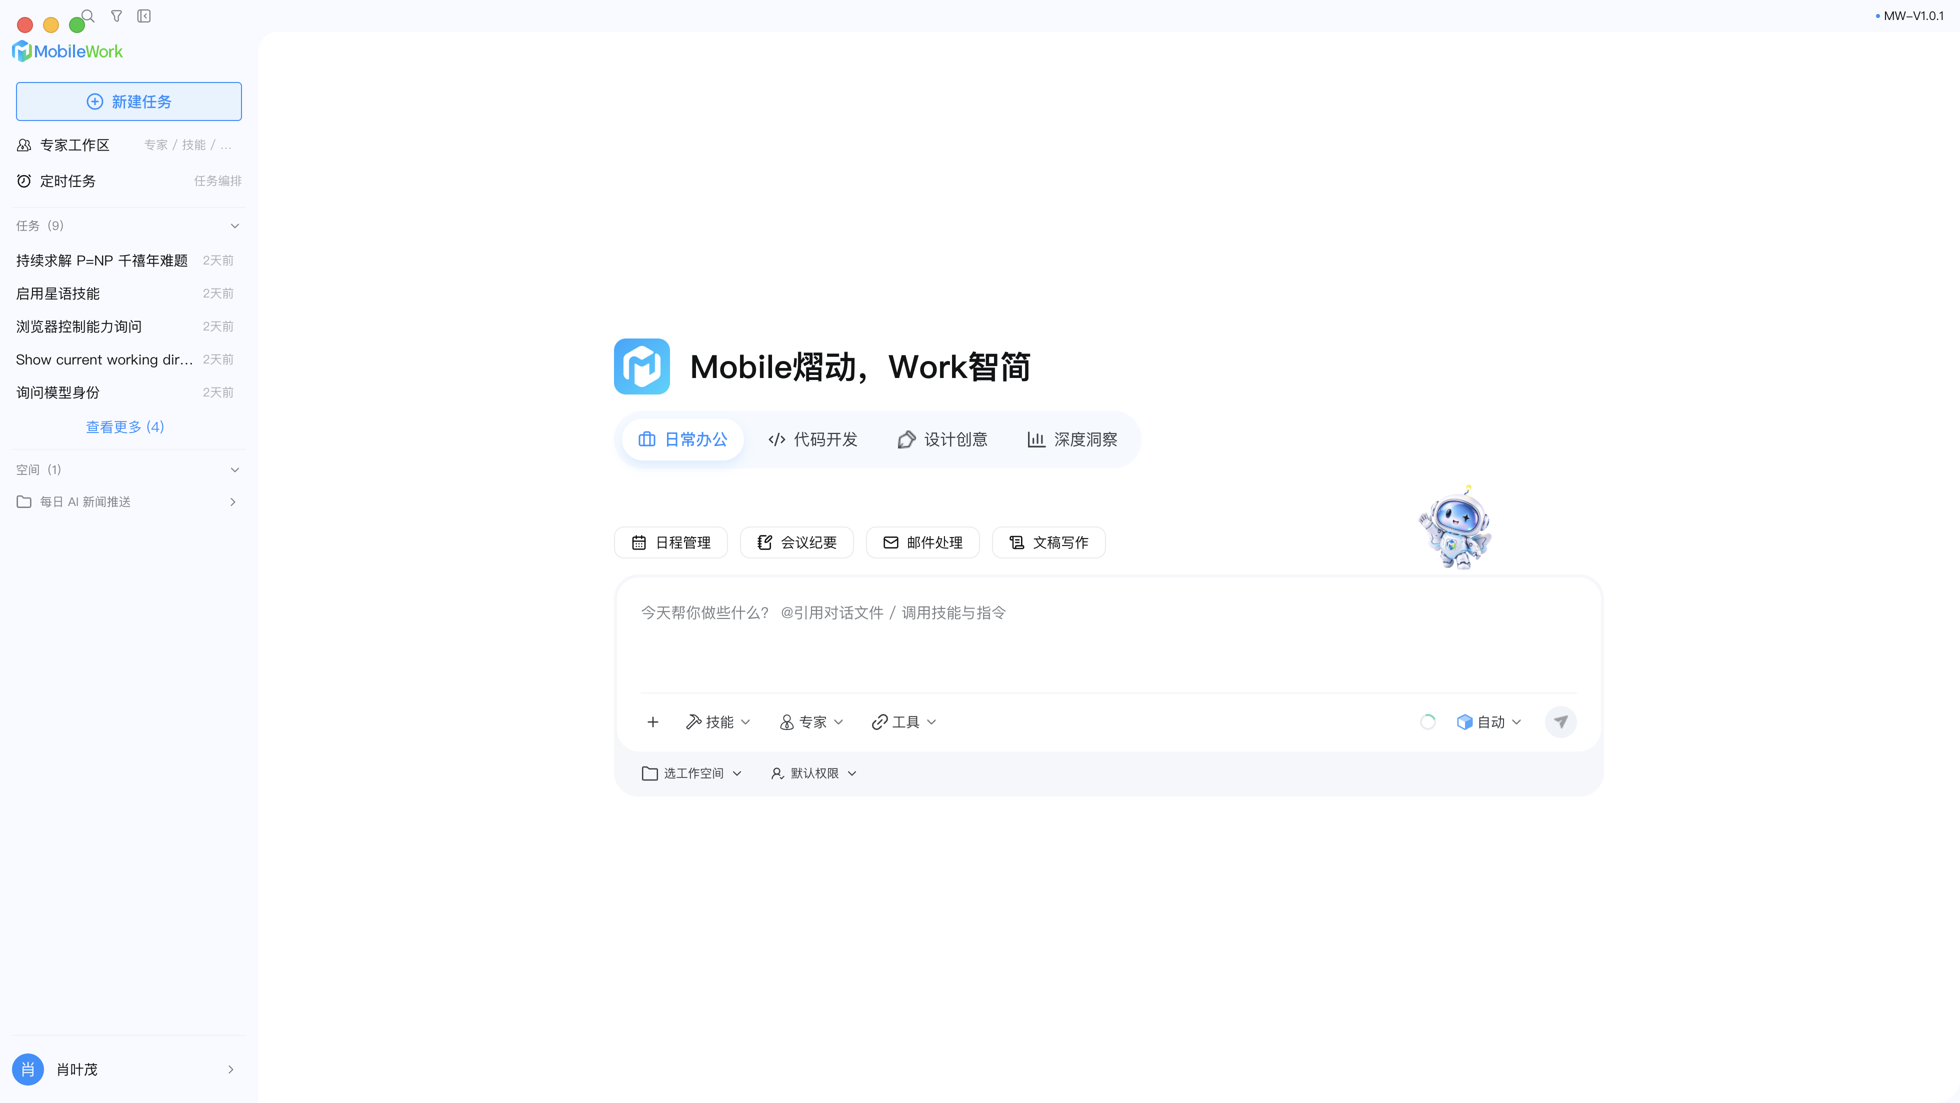 MW-V1.0.1
MobileWork
新建任务
专家工作区 专家 / 技能 / ...
定时任务 任务编排
任务 (9)
持续求解 P=NP 千禧年难题 2天前
启用星语技能 2天前
浏览器控制能力询问 2天前
Show current working dir... 2天前
询问模型身份 2天前
查看更多 (4)
空间 (1)
每日 AI 新闻推送
肖 肖叶茂
Mobile熠动，Work智简
日常办公 代码开发 设计创意 深度洞察
日程管理 会议纪要 邮件处理 文稿写作
今天帮你做些什么？ @引用对话文件 / 调用技能与指令
技能 专家 工具 自动
选工作空间 默认权限